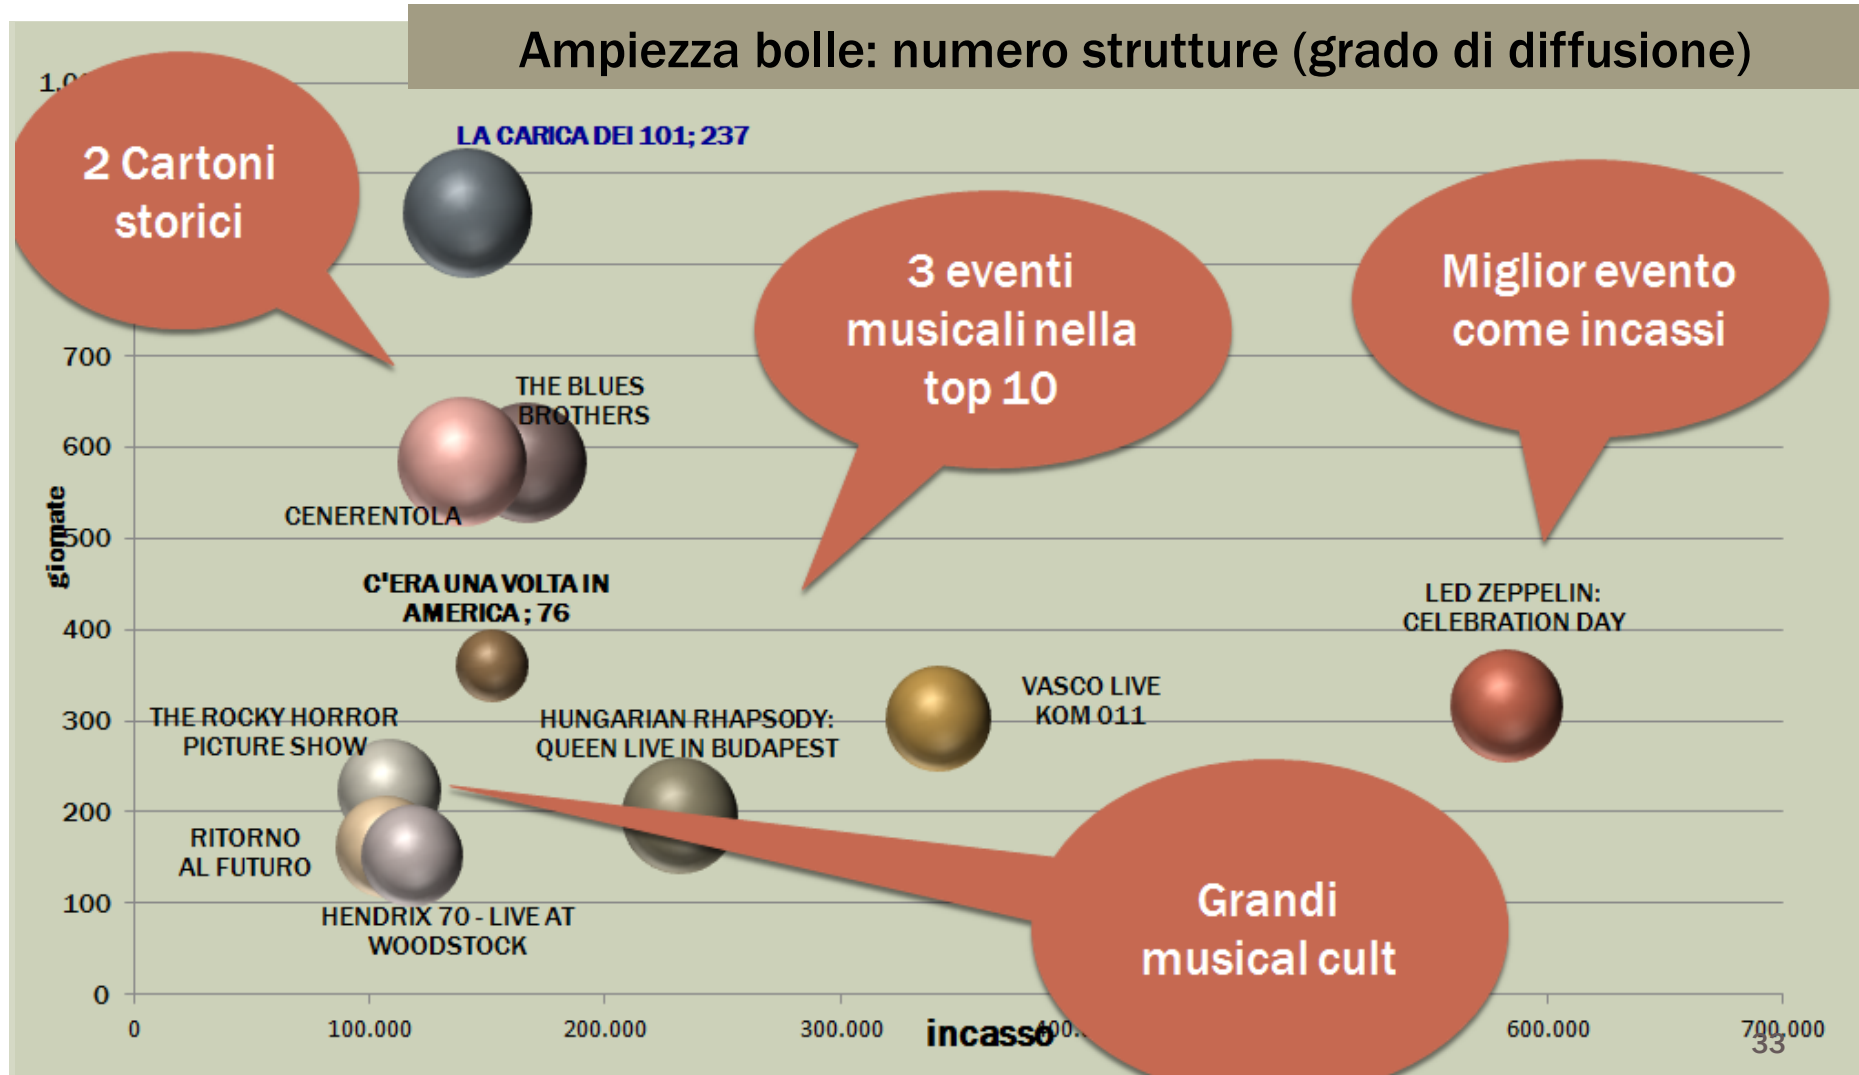 Ampiezza bolle: numero strutture (grado di diffusione)
LA CARICA DEI 101; 237
2 Cartoni
storici
3 eventi
musicali nella
top 10
Miglior evento
come incassi
700
THE BLUES
BROTHERS
600
CENERENTOLA
giornate
500
C'ERA UNA VOLTA IN
AMERICA ; 76
LED ZEPPELIN:
CELEBRATION DAY
400
VASCO LIVE
KOM 011
THE ROCKY HORROR
PICTURE SHOW
HUNGARIAN RHAPSODY:
QUEEN LIVE IN BUDAPEST
300
200
RITORNO
AL FUTURO
100
HENDRIX 70 - LIVE AT
WOODSTOCK
Grandi
musical cult
0
0 100.000 200.000 300.000 600.000 700.000
incasso
33